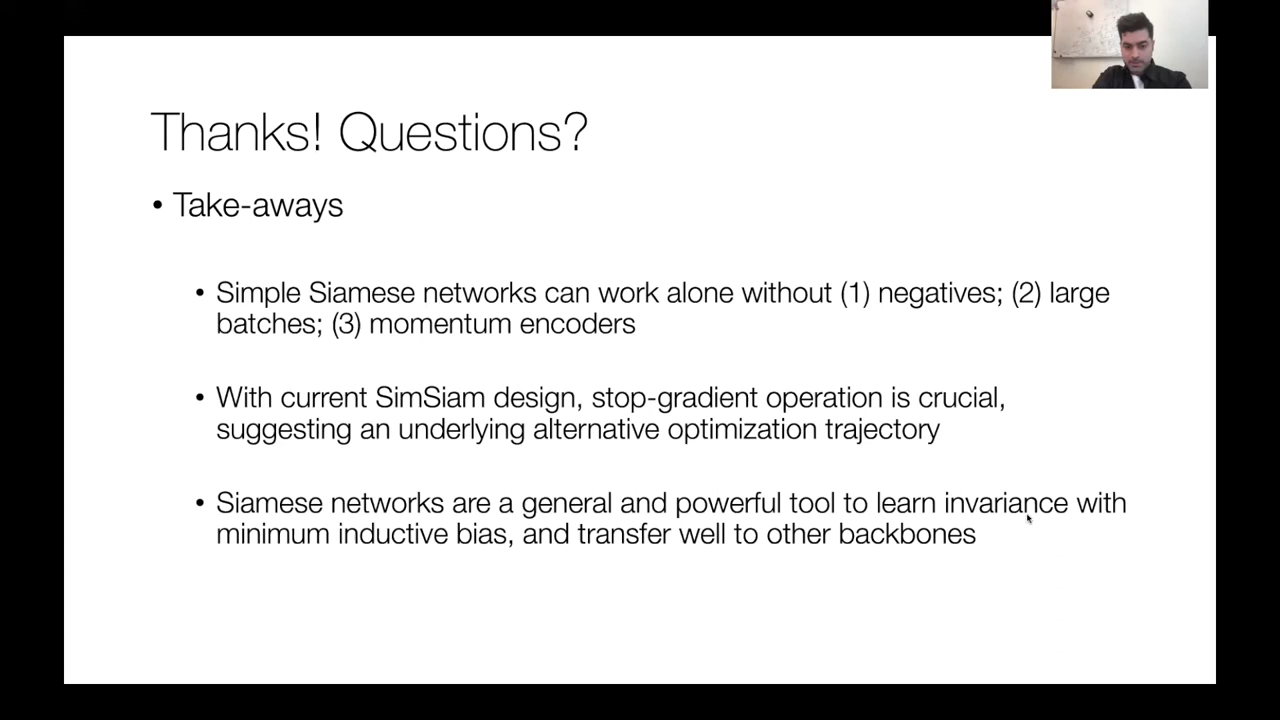 Thanks! Questions?
• Take-aways
• Simple Siamese networks can work alone without (1) negatives; (2) large
batches; (3) momentum encoders
• With current SimSiam design, stop-gradient operation is crucial,
suggesting an underlying alternative optimization trajectory
• Siamese networks are a general and powerful tool to learn invariance with
minimum inductive bias, and transfer well to other backbones